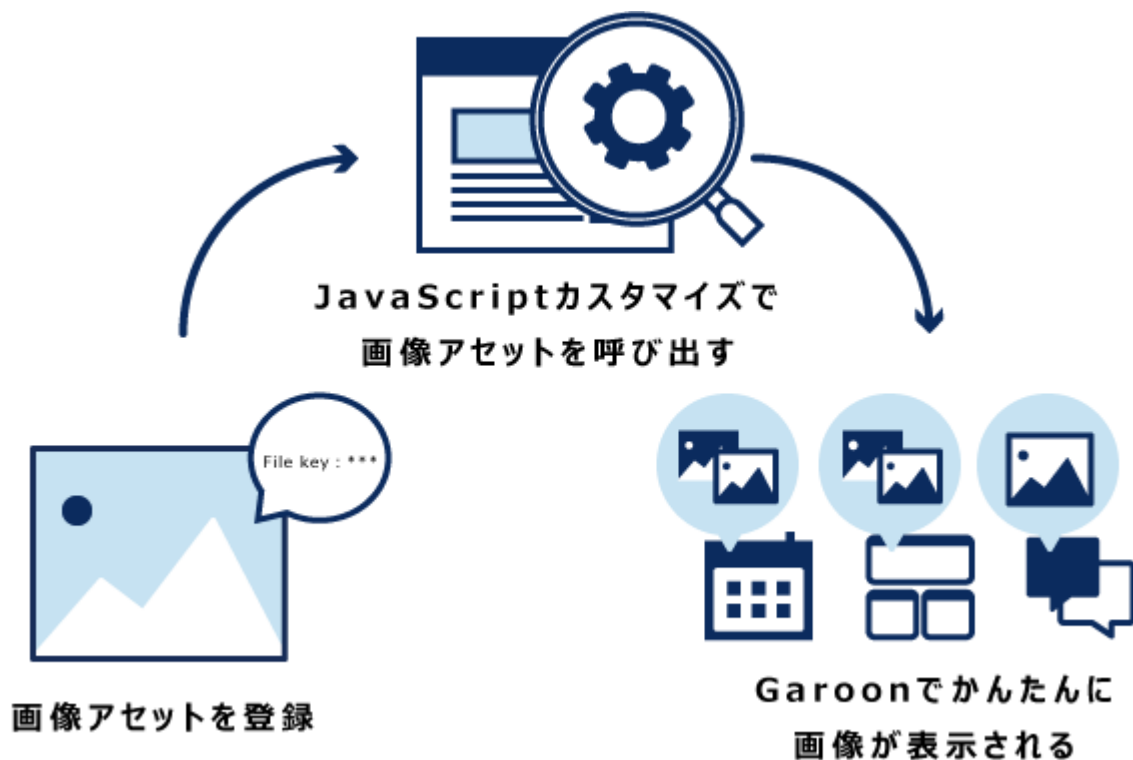 JavaScriptカスタマイズで
画像アセットを呼び出す
File key : ***
画像アセットを登録
Garoonでかんたんに
画像が表示される